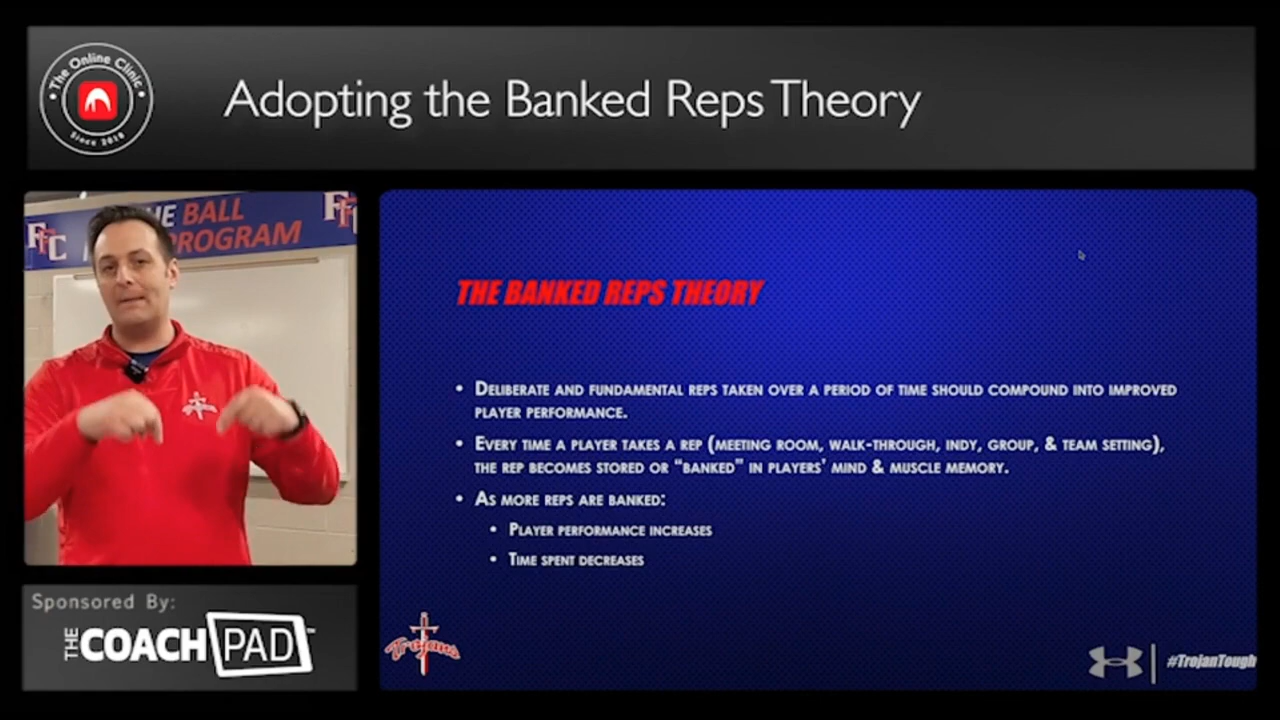 The Online Clinic
Since 2010
Adopting the Banked Reps Theory
THE BALL
PROGRAM
FTC
THE BANKED REPS THEORY
• DELIBERATE AND FUNDAMENTAL REPS TAKEN OVER A PERIOD OF TIME SHOULD COMPOUND INTO IMPROVED
PLAYER PERFORMANCE.
• EVERY TIME A PLAYER TAKES A REP (MEETING ROOM, WALK-THROUGH, INDY, GROUP, & TEAM SETTING),
THE REP BECOMES STORED OR “BANKED” IN PLAYERS’ MIND & MUSCLE MEMORY.
• AS MORE REPS ARE BANKED:
• PLAYER PERFORMANCE INCREASES
• TIME SPENT DECREASES
Sponsored By:
THE COACHPAD
Trojans
#TrojanTough